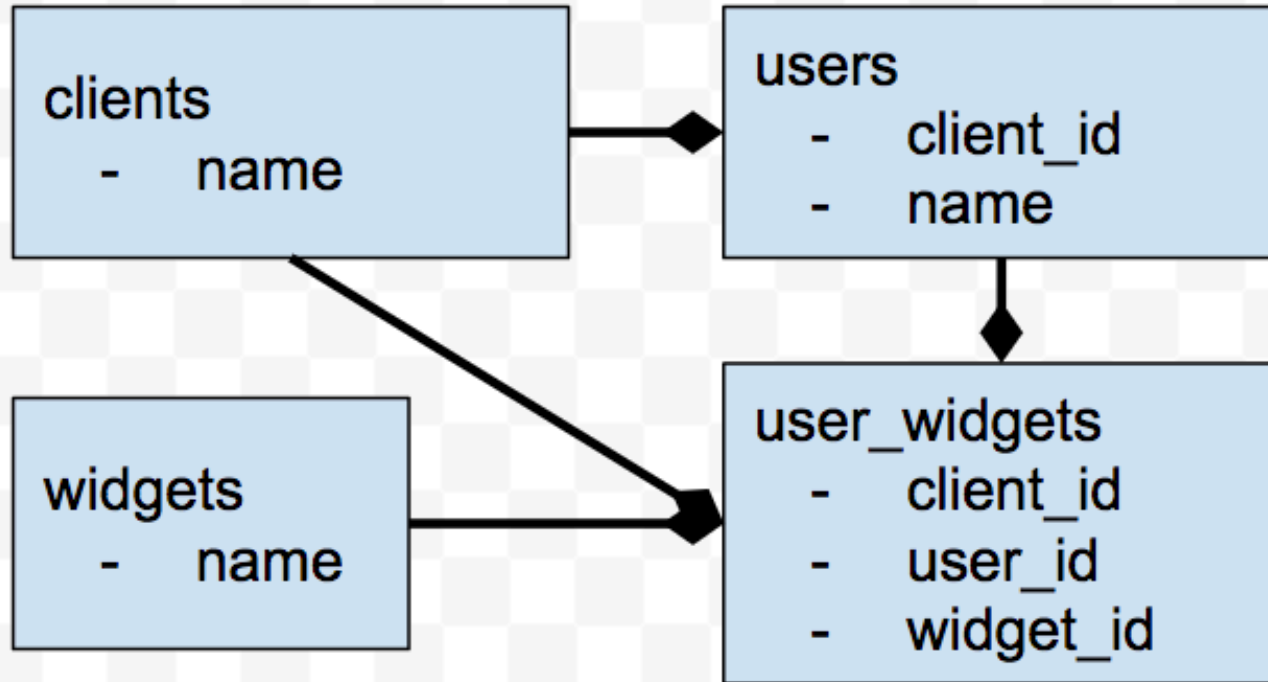 clients
- name
users
- client_id
- name
widgets
- name
user_widgets
- client_id
- user_id
- widget_id